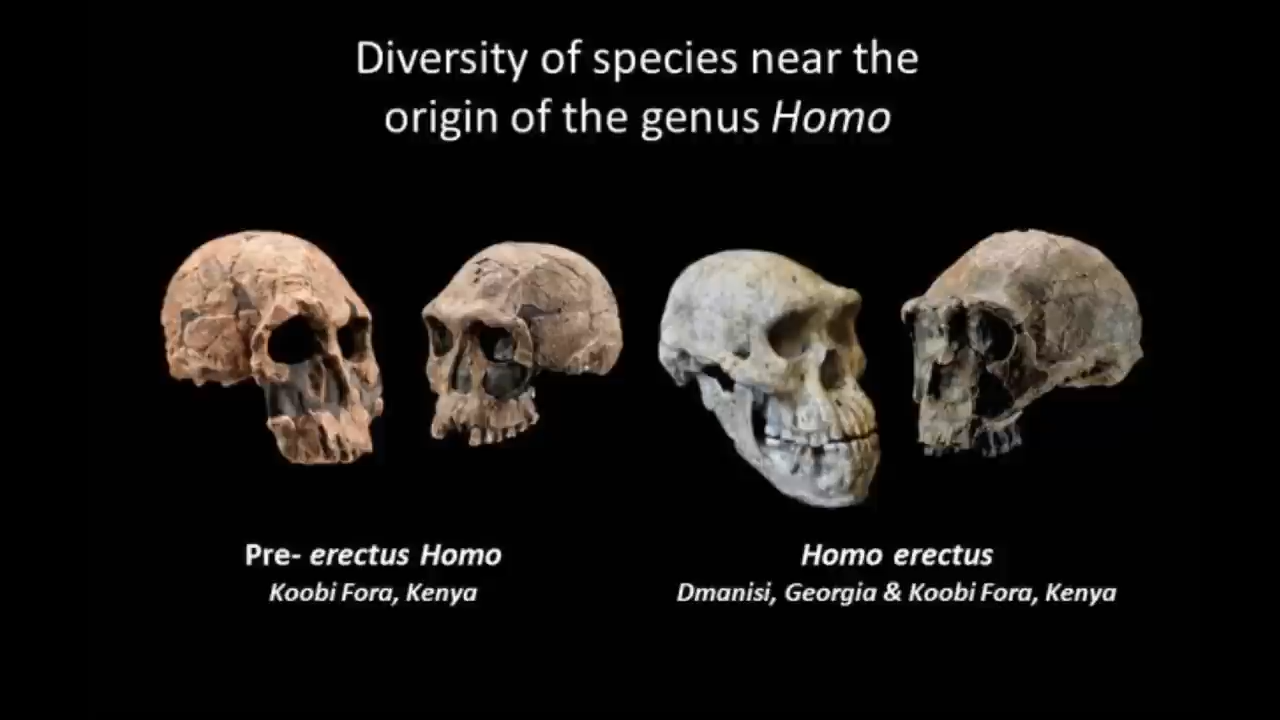 Diversity of species near the
origin of the genus Homo
Pre- erectus Homo
Koobi Fora, Kenya
Homo erectus
Dmanisi, Georgia & Koobi Fora, Kenya